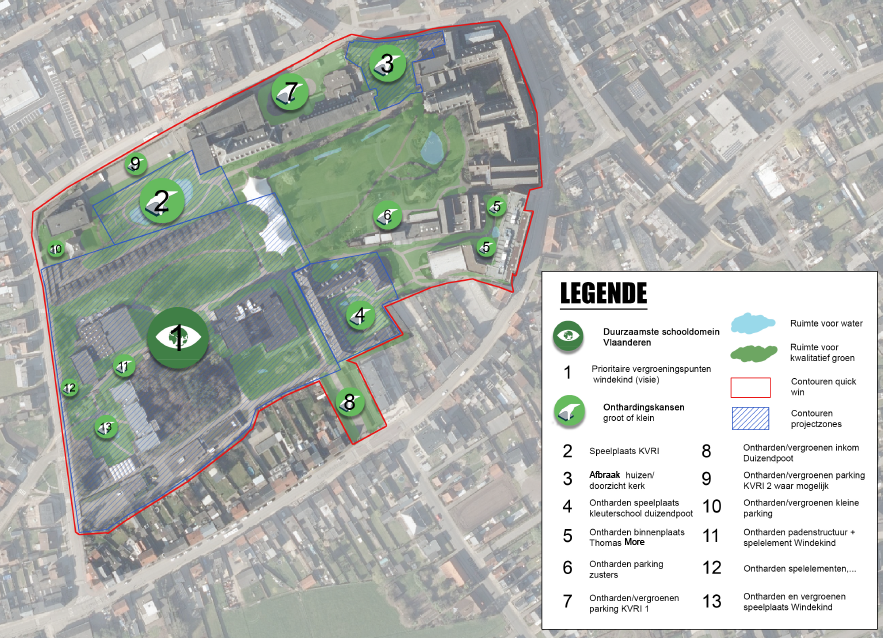 3
7
9
2
5
6
5
10
4
1
11
12
8
13
LEGENDE
Duurzaamste schooldomein
Vlaanderen
1 Prioritaire vergroeningspunten
windekind (visie)
Onthardingskansen
groot of klein
Ruimte voor water
Ruimte voor
kwalitatief groen
Contouren quick
win
Contouren
projectzones
2 Speelplaats KVRI
3 Afbraak huizen/
doorzicht kerk
4 Ontharden speelplaats
kleuterschool duizendpoot
5 Ontharden binnenplaats
Thomas More
6 Ontharden parking
zusters
7 Ontharden/vergroenen
parking KVRI 1
8 Ontharden/vergroenen inkom
Duizendpoot
9 Ontharden/vergroenen parking
KVRI 2 waar mogelijk
10 Ontharden/vergroenen kleine
parking
11 Ontharden padenstructuur +
spelelement Windekind
12 Ontharden spelelementen,...
13 Ontharden en vergroenen
speelplaats Windekind